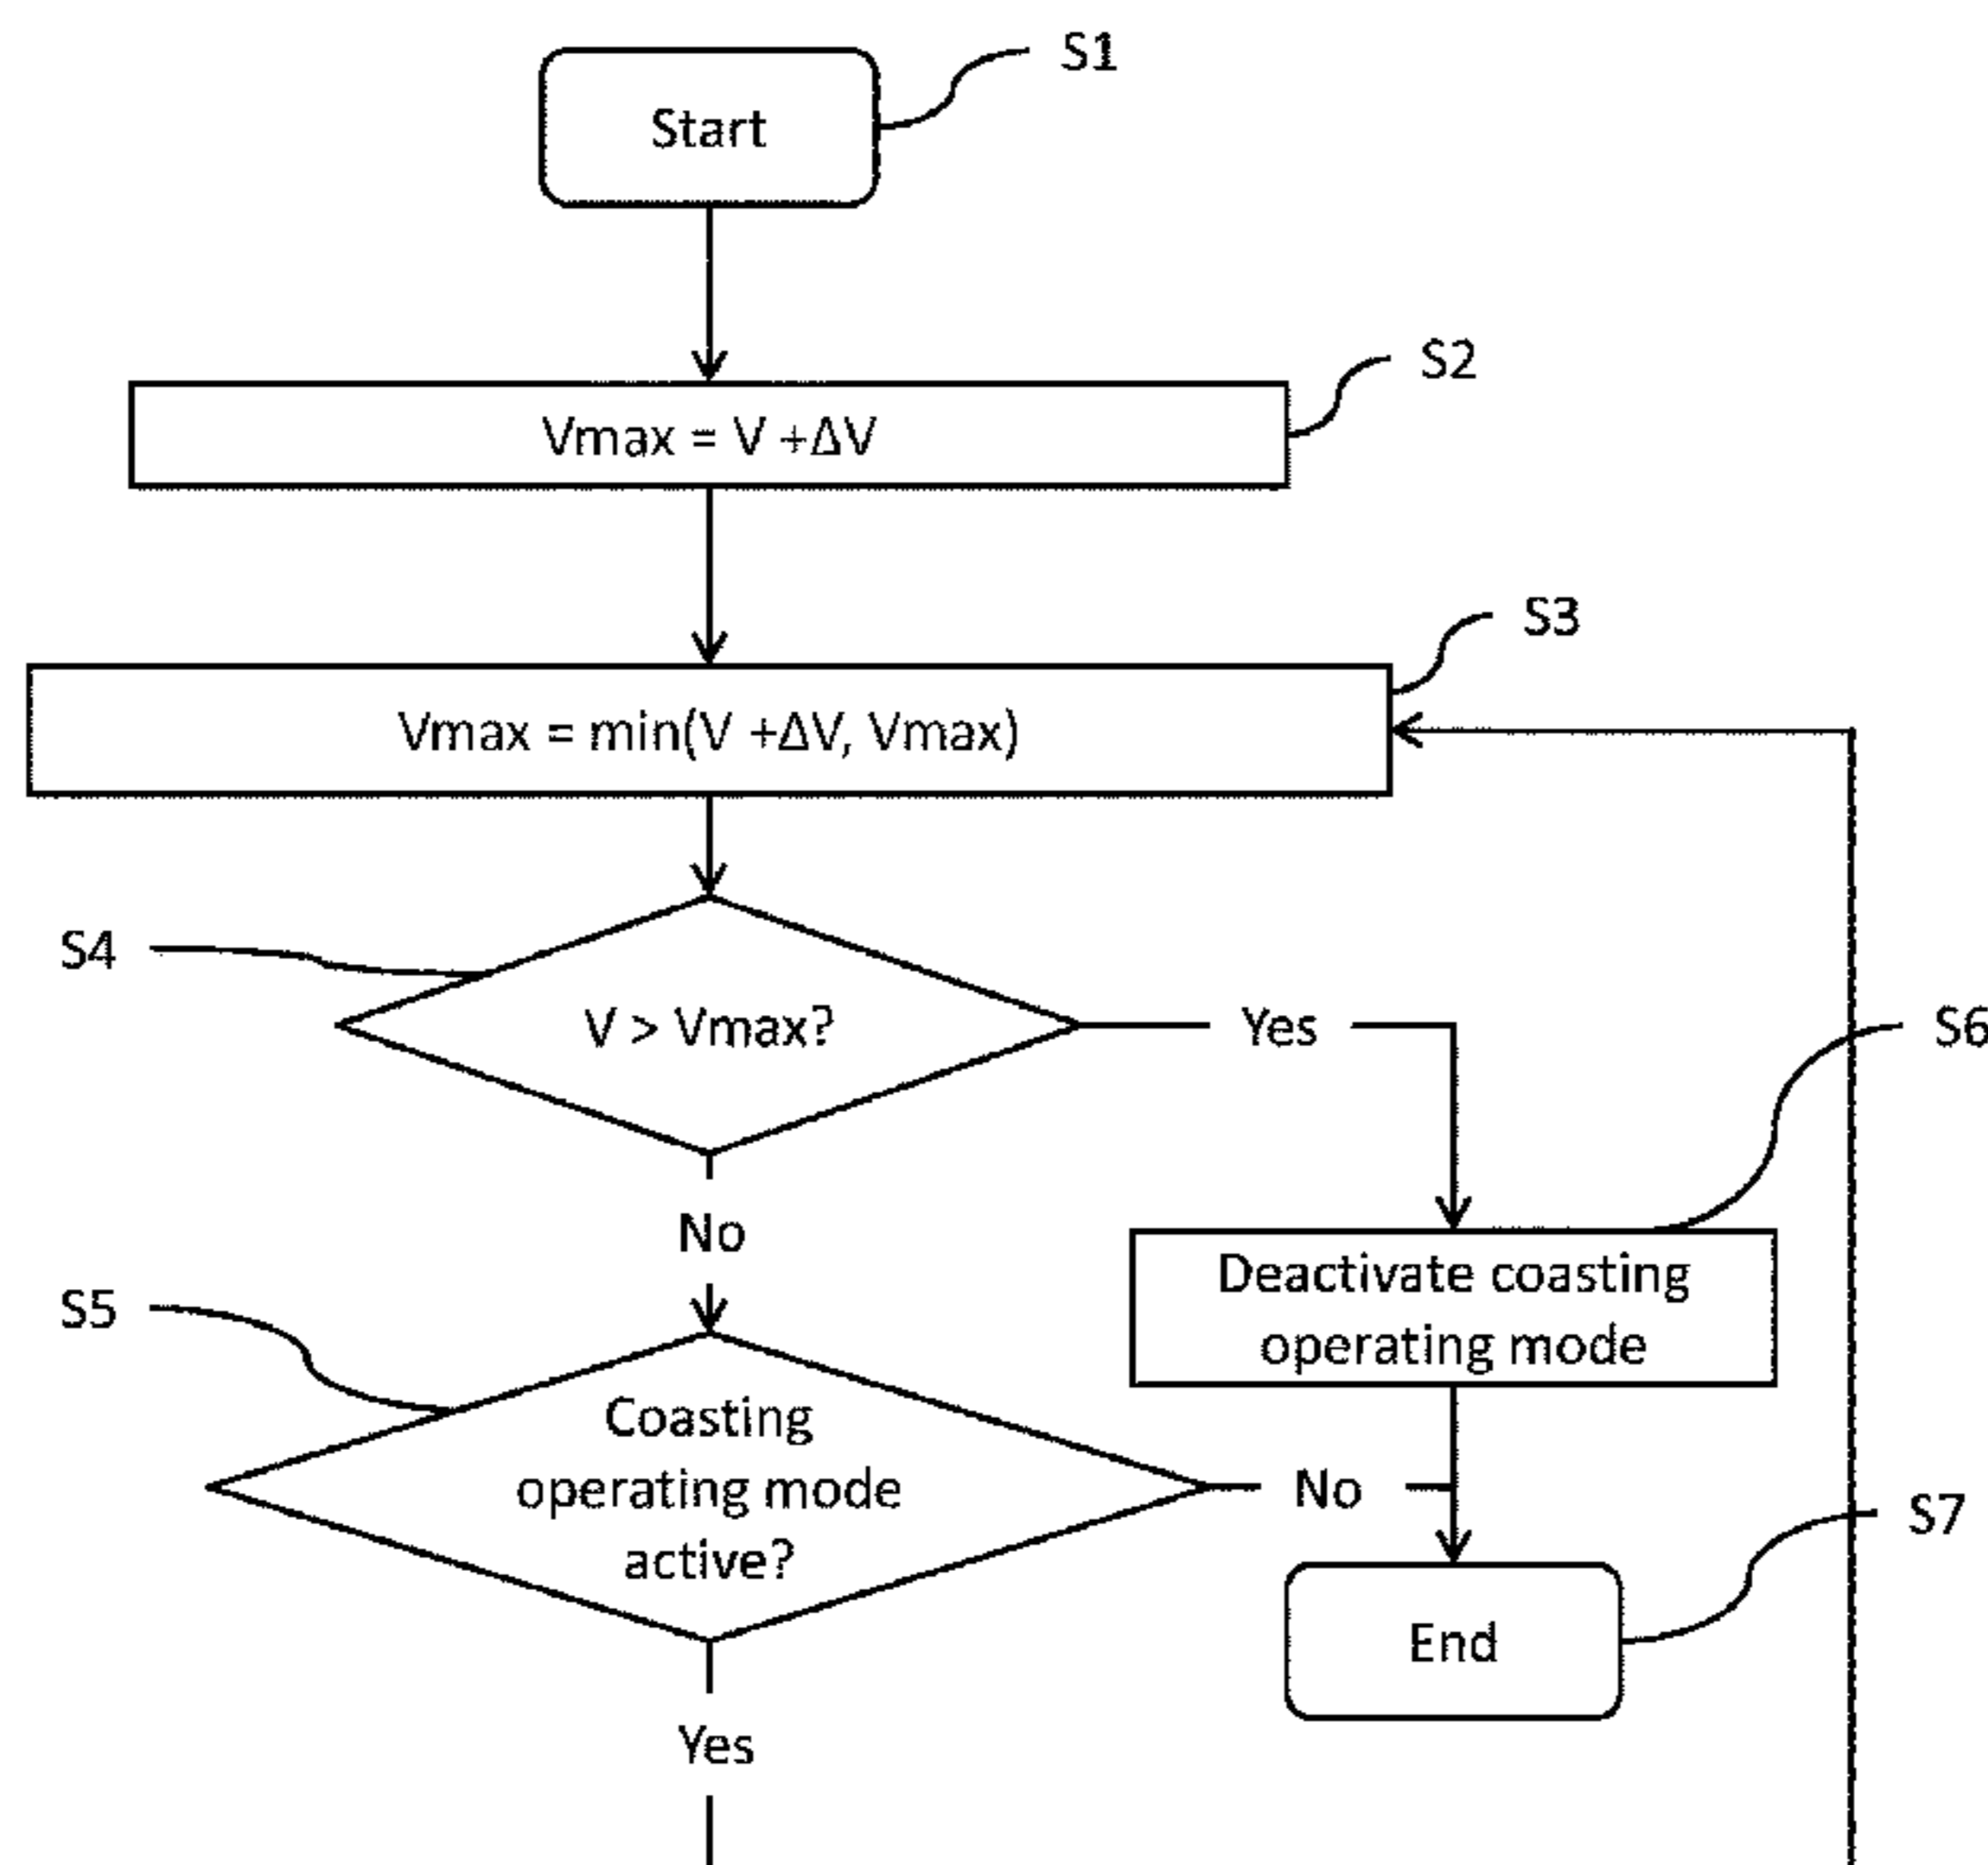 S1
Start
S2
Vmax = V +ΔV
S3
Vmax = min(V +ΔV, Vmax)
S4
V > Vmax?
Yes
S6
No
Deactivate coasting
operating mode
S5
Coasting
operating mode
active?
No
S7
End
Yes